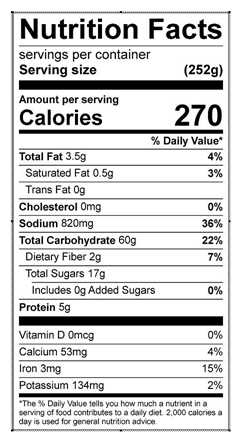 Nutrition Facts
servings per container
Serving size (252g)
Amount per serving
Calories 270
% Daily Value*
Total Fat 3.5g 4%
Saturated Fat 0.5g 3%
Trans Fat 0g
Cholesterol 0mg 0%
Sodium 820mg 36%
Total Carbohydrate 60g 22%
Dietary Fiber 2g 7%
Total Sugars 17g
Includes 0g Added Sugars 0%
Protein 5g
Vitamin D 0mcg 0%
Calcium 53mg 4%
Iron 3mg 15%
Potassium 134mg 2%
*The % Daily Value tells you how much a nutrient in a
serving of food contributes to a daily diet. 2,000 calories a
day is used for general nutrition advice.